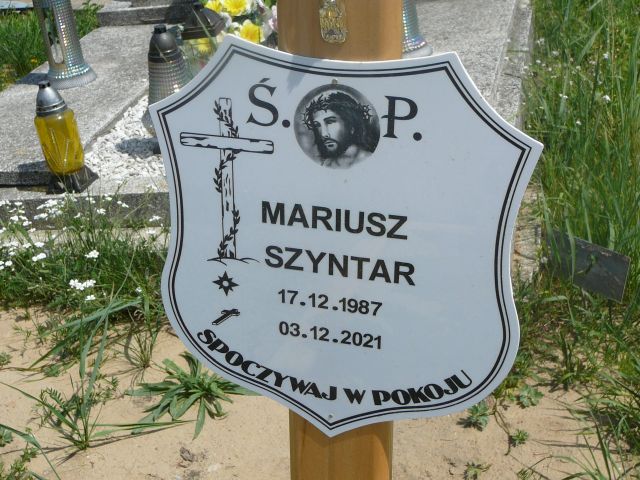 Ś. P.
MARIUSZ
SZYNTAR
17.12.1987
03.12.2021
SPOCZYWAJ W POKOJU